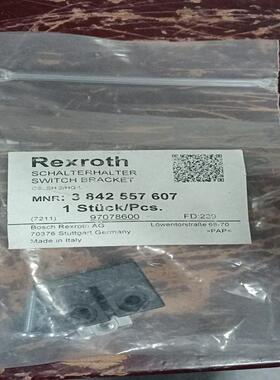 Rexroth
SCHALTERHALTER
SWITCH BRACKET
MNR: 3 842 557 607
1 Stück/Pcs.
(7211) 97078600 FD:239
Bosch Rexroth AG Löwentorstraße 68-70
70376 Stuttgart Germany »PAP«
Made in Italy